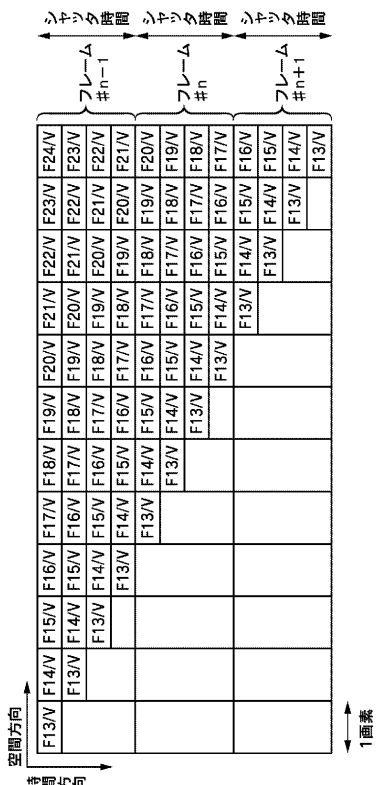 空間方向
時間方向
F13/V F14/V F15/V F16/V F17/V F18/V F19/V F20/V F21/V F22/V F23/V F24/V
F13/V F14/V F15/V F16/V F17/V F18/V F19/V F20/V F21/V F22/V F23/V
F13/V F14/V F15/V F16/V F17/V F18/V F19/V F20/V F21/V F22/V
F13/V F14/V F15/V F16/V F17/V F18/V F19/V F20/V F21/V
フレーム
#n-1
シャッタ時間
F13/V F14/V F15/V F16/V F17/V F18/V F19/V F20/V
F13/V F14/V F15/V F16/V F17/V F18/V F19/V
F13/V F14/V F15/V F16/V F17/V F18/V
F13/V F14/V F15/V F16/V F17/V
フレーム
#n
シャッタ時間
F13/V F14/V F15/V F16/V
F13/V F14/V F15/V
F13/V F14/V
F13/V
フレーム
#n+1
シャッタ時間
1画素